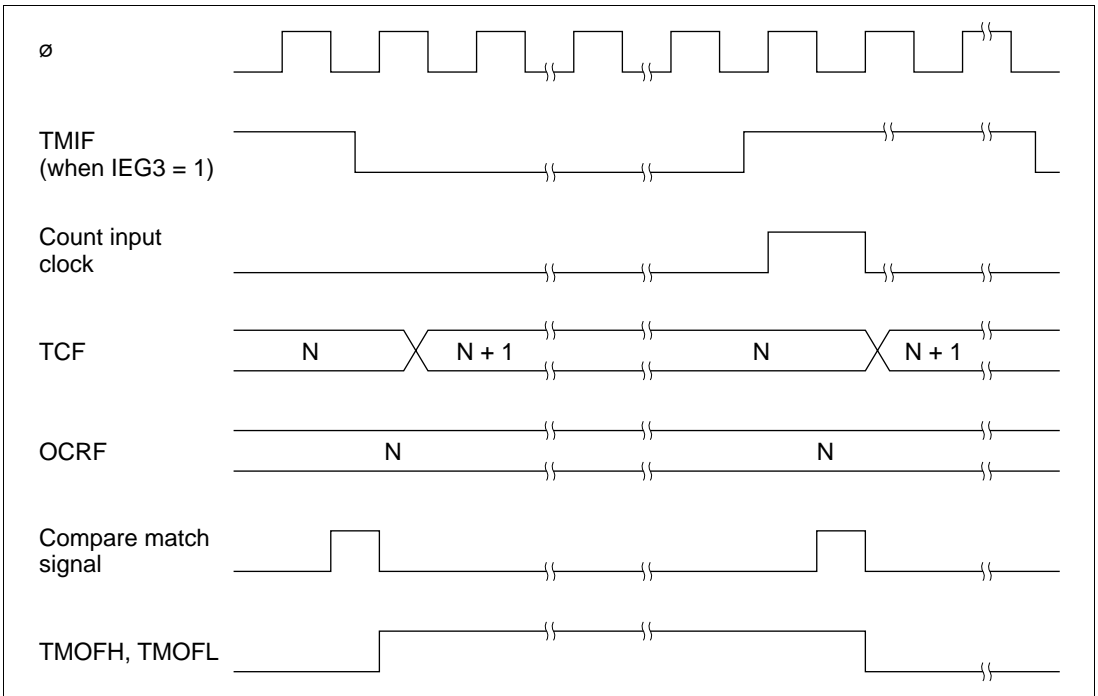 ø
TMIF
(when IEG3 = 1)
Count input
clock
TCF
N
N + 1
N
N + 1
OCRF
N
N
Compare match
signal
TMOFH, TMOFL